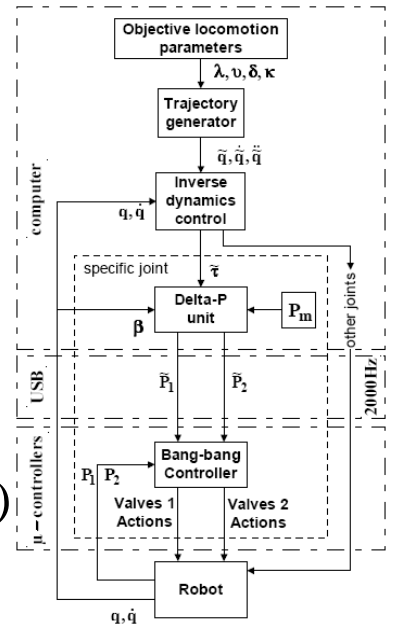 Objective locomotion
parameters
λ, υ, δ, κ
Trajectory
generator
q̃, q̃̇, q̃̈
computer
Inverse
dynamics
control
q, q̇
specific joint
τ̃
other joints
Delta-P
unit
P_m
β
USB
P̃₁
P̃₂
2000Hz
μ – controllers
P₁ P₂
Bang-bang
Controller
)
Valves 1
Actions
Valves 2
Actions
Robot
q, q̇